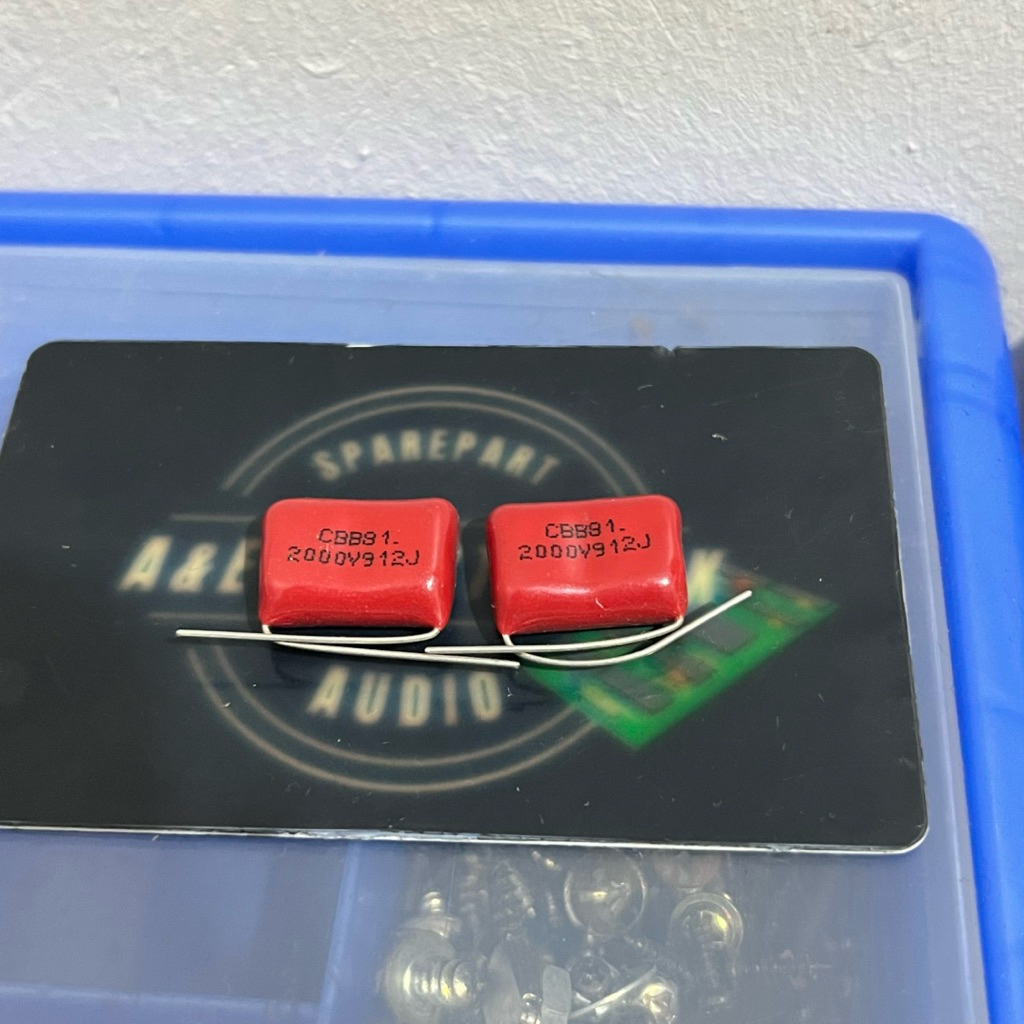 SPAREPART
CBB81.
2000V912J
CBB81.
2000V912J
A&E
K
AUDIO